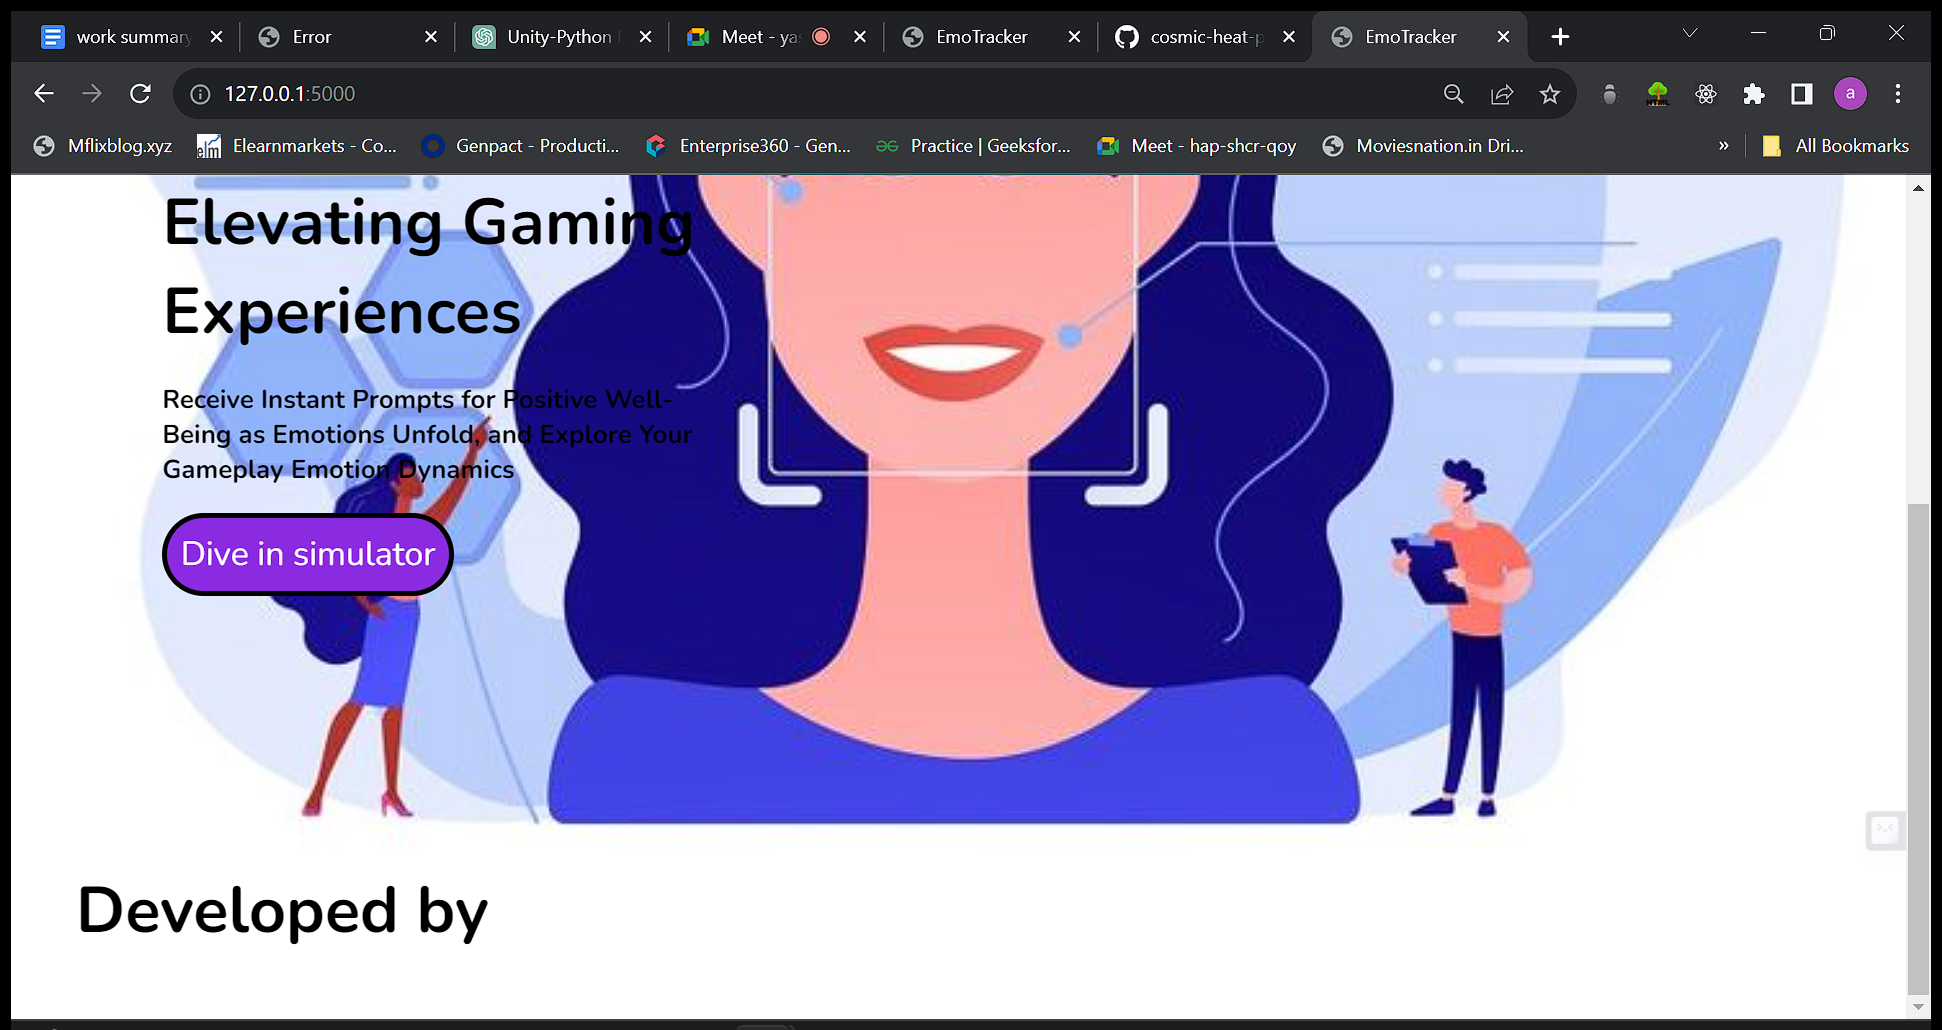 work summary
Error
Unity-Python
Meet - yas
EmoTracker
cosmic-heat-p
EmoTracker
127.0.0.1:5000
a
Mflixblog.xyz
elm
Elearnmarkets - Co...
Genpact - Producti...
Enterprise360 - Gen...
Practice | Geeksfor...
Meet - hap-shcr-qoy
Moviesnation.in Dri...
»
All Bookmarks
Elevating Gaming
Experiences
Receive Instant Prompts for Positive Well-
Being as Emotions Unfold, and Explore Your
Gameplay Emotion Dynamics
Dive in simulator
Developed by